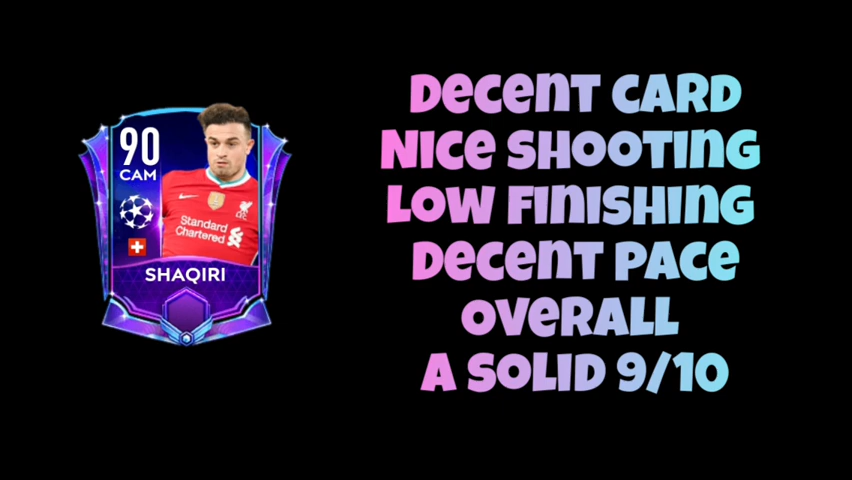 90
CAM
Standard
Chartered
SHAQIRI
DECENT CARD
NICE SHOOTING
LOW FINISHING
DECENT PACE
OVERALL
A SOLID 9/10